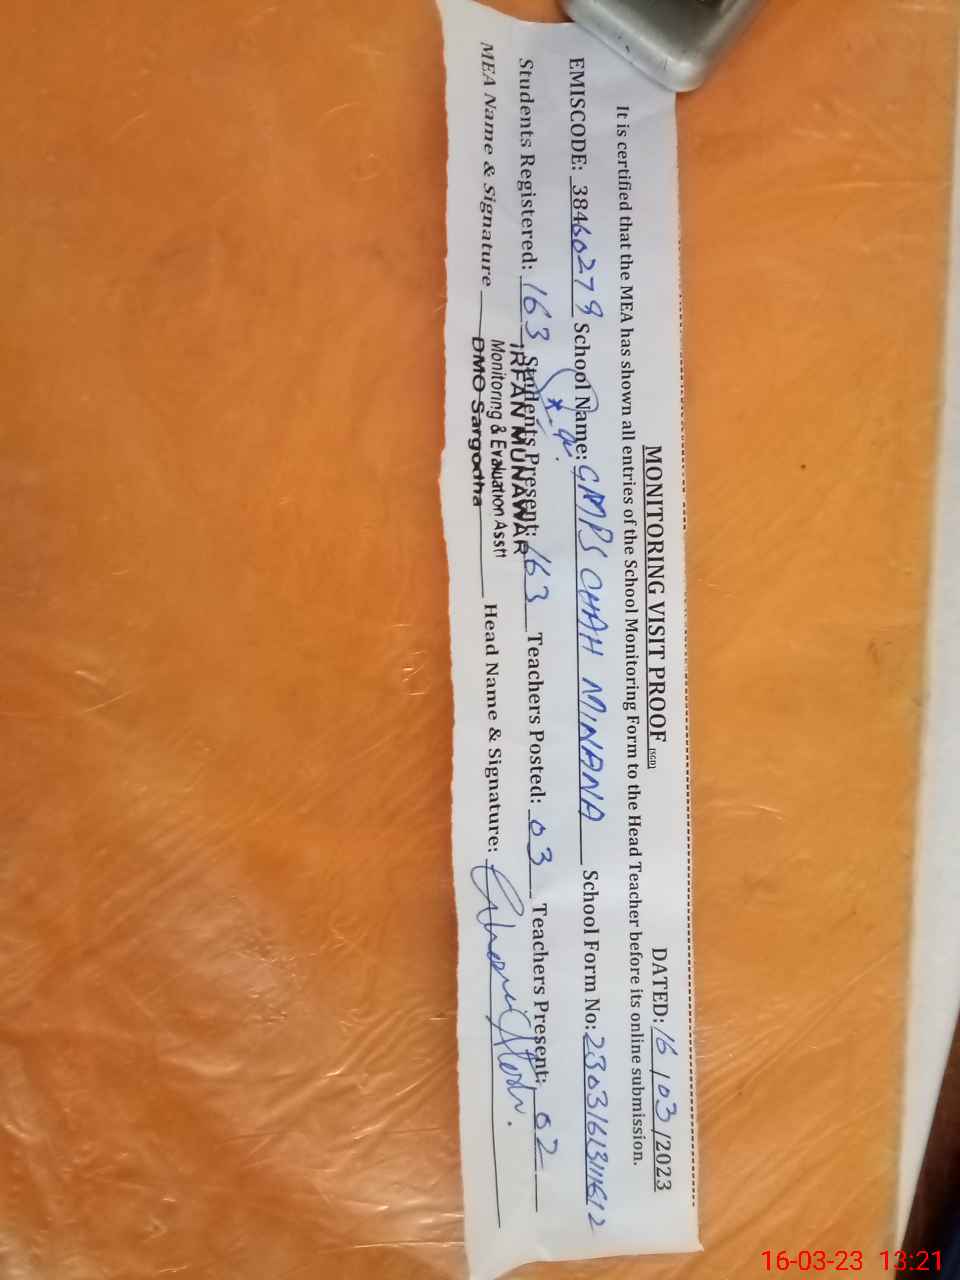 MONITORING VISIT PROOF (SGD) DATED: 16 / 03 /2023
It is certified that the MEA has shown all entries of the School Monitoring Form to the Head Teacher before its online submission.
EMISCODE: 38460279 School Name: GMPS CHAH MINANA School Form No:
Students Registered: 163 Students Present: 163 Teachers Posted: 03 Teachers Present: 02
IRFAN MUNAWAR
Monitoring & Evaluation Asstt
DMO Sargodha
MEA Name & Signature Head Name & Signature:
16-03-23 13:21